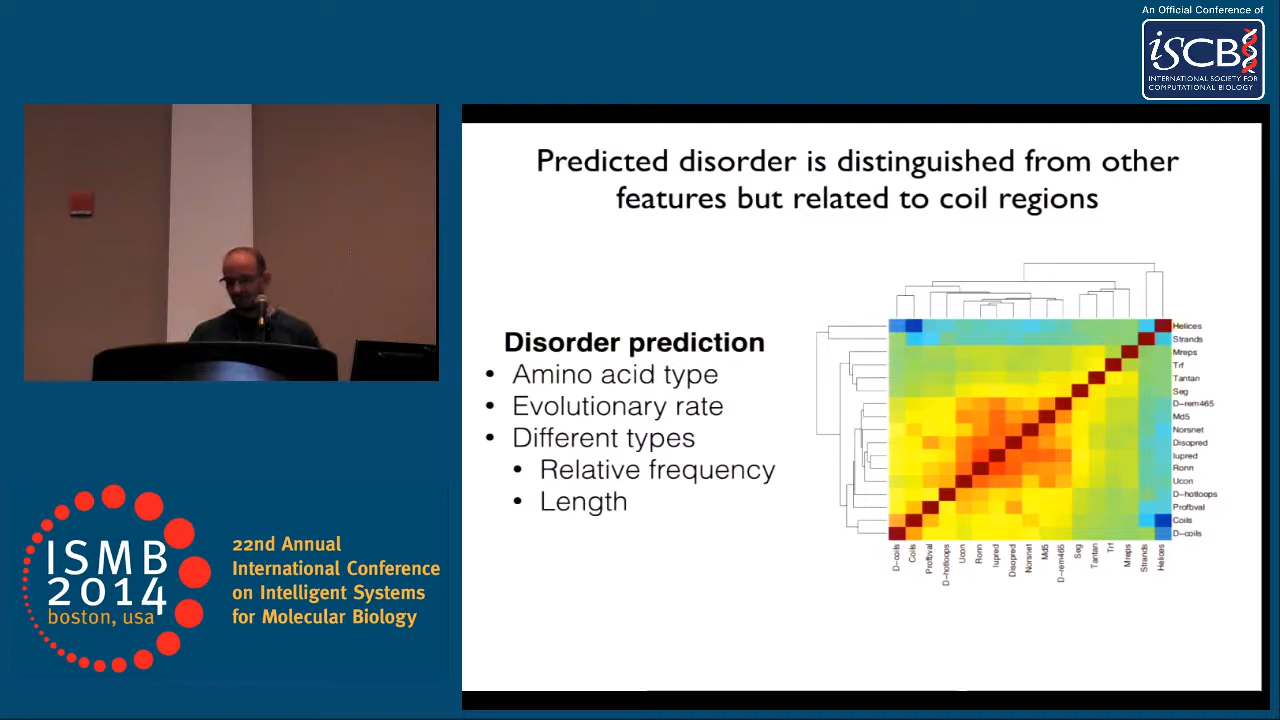 An Official Conference of
iSCB
INTERNATIONAL SOCIETY FOR
COMPUTATIONAL BIOLOGY
Predicted disorder is distinguished from other
features but related to coil regions
Disorder prediction
• Amino acid type
• Evolutionary rate
• Different types
• Relative frequency
• Length
Helices
Strands
Mreps
Trf
Tantan
Seg
D-rem465
Md5
Norsnet
Disopred
Iupred
Ronn
Ucon
D-hotloops
Profbval
Coils
D-coils
D-coils
Coils
Profbval
D-hotloops
Ucon
Ronn
Iupred
Disopred
Norsnet
Md5
D-rem465
Seg
Tantan
Trf
Mreps
Strands
Helices
ISMB
2014
boston, usa
22nd Annual
International Conference
on Intelligent Systems
for Molecular Biology